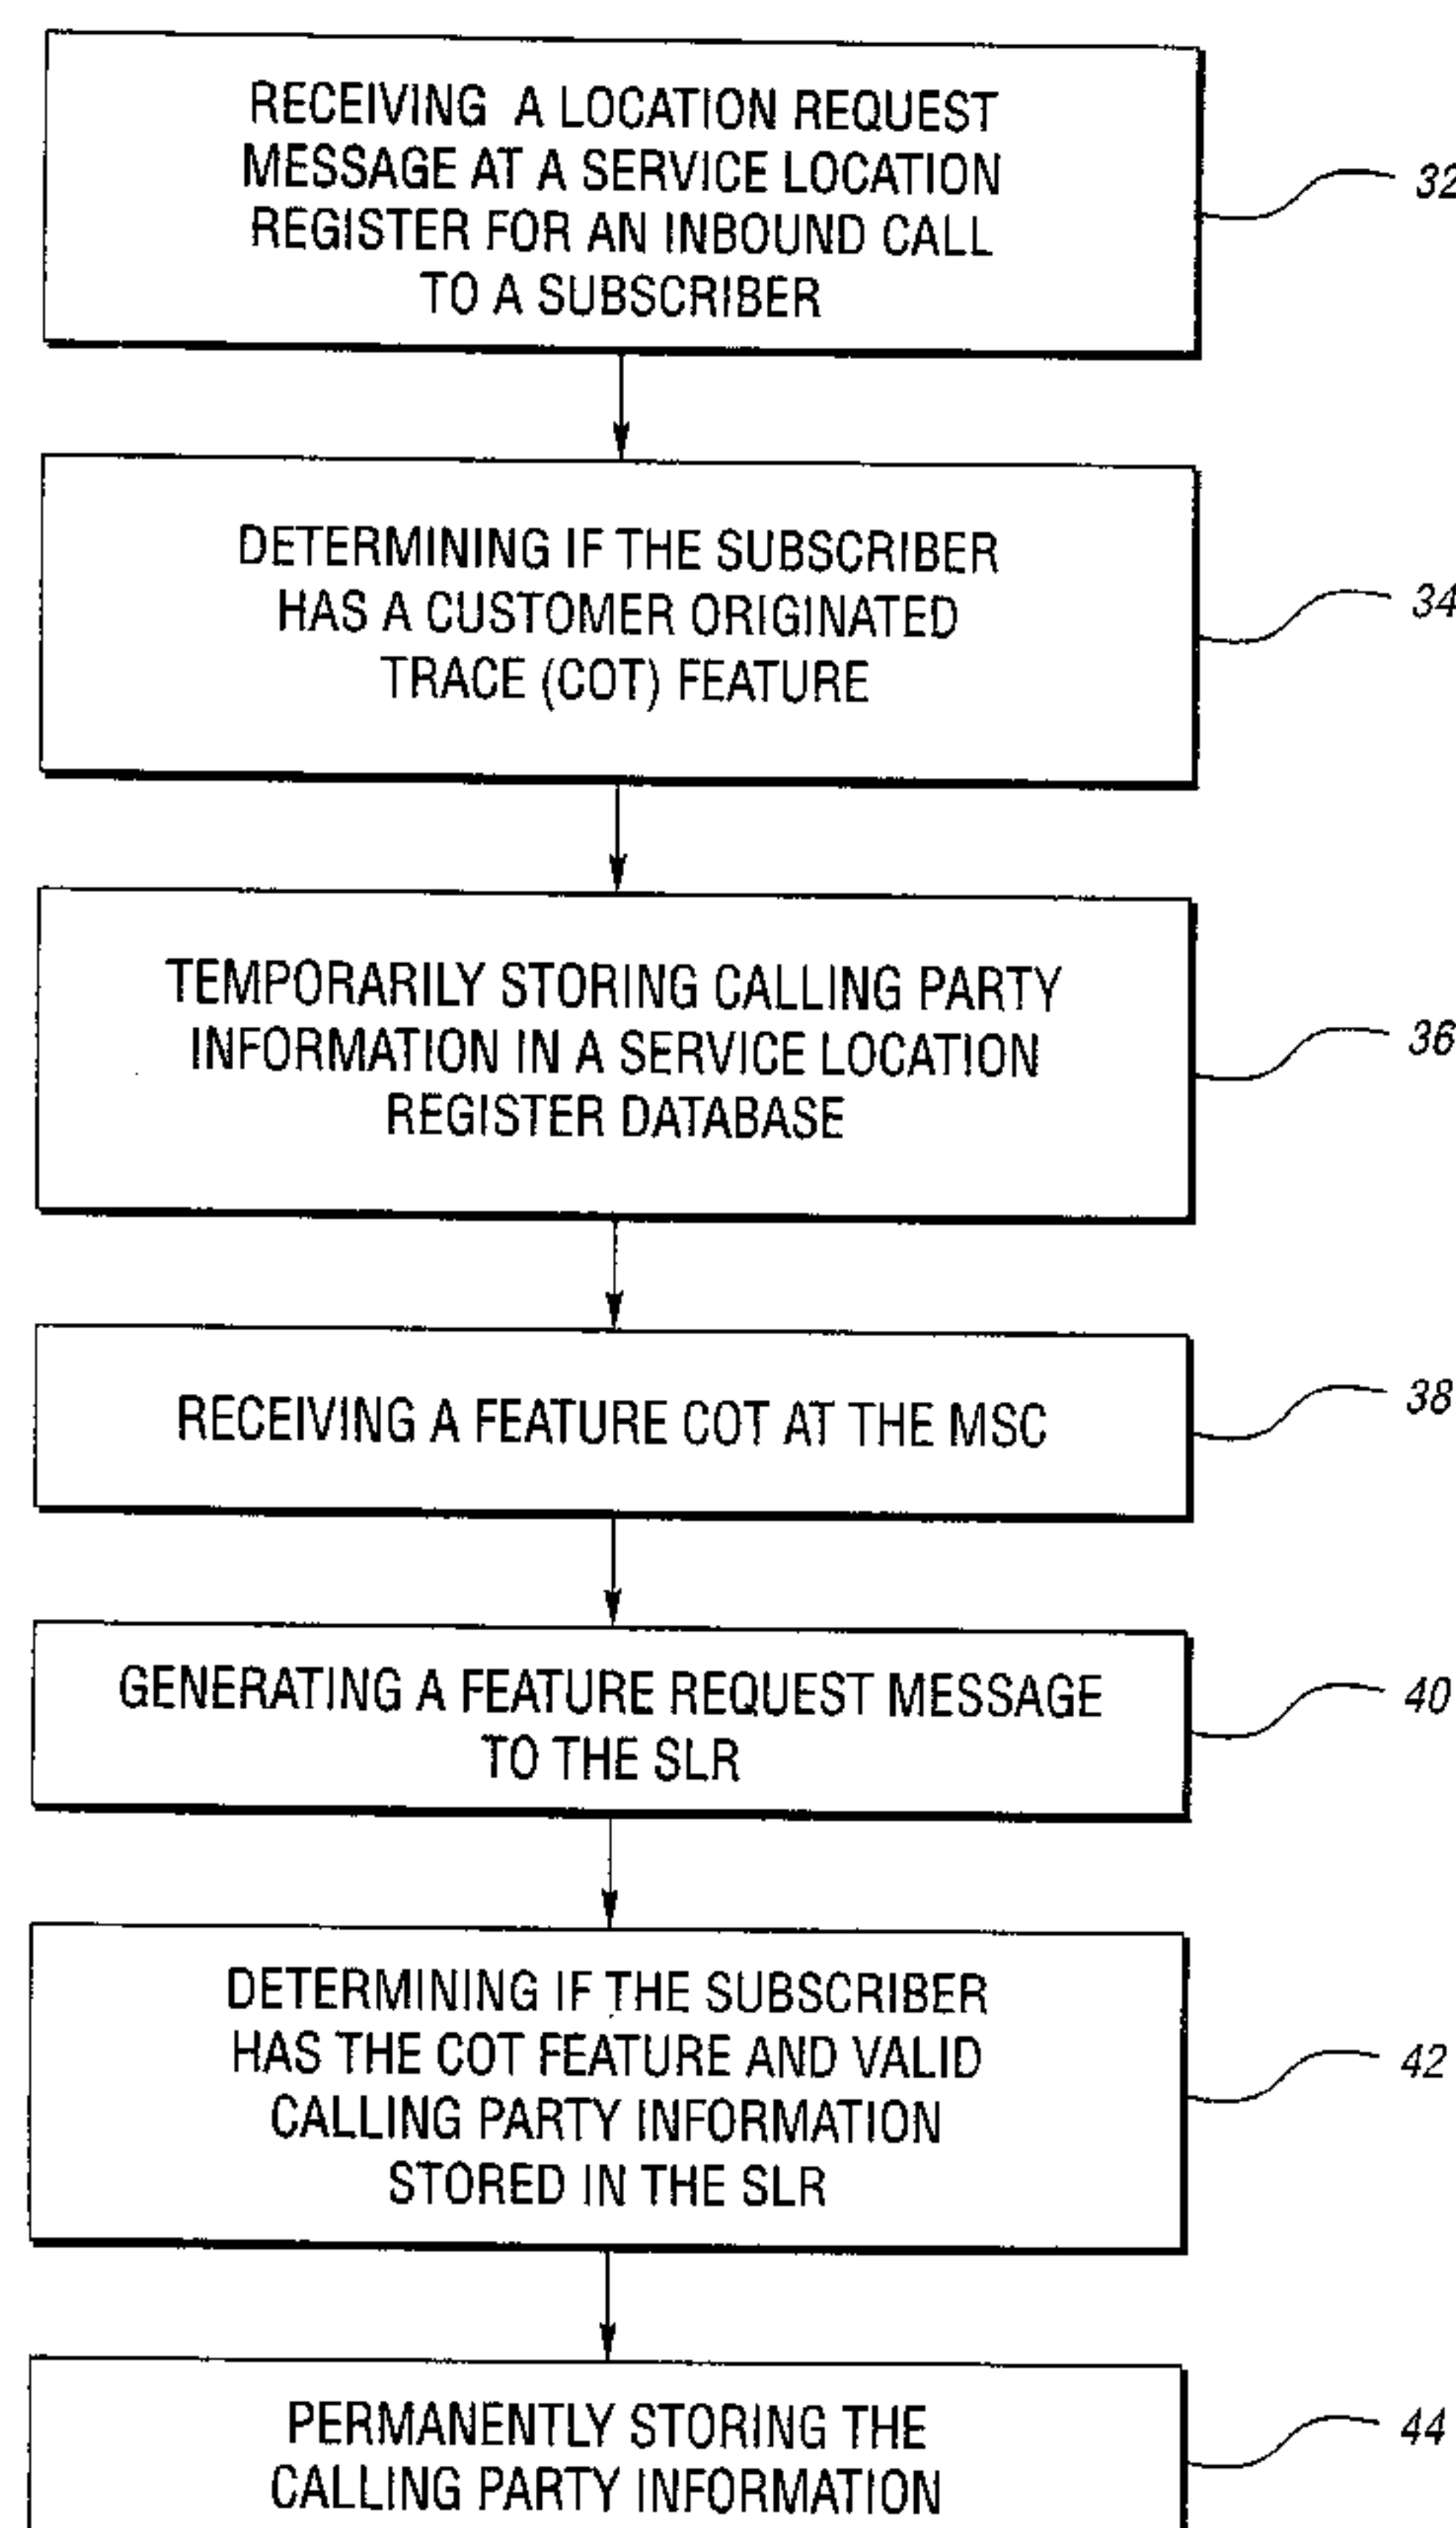 RECEIVING A LOCATION REQUEST
MESSAGE AT A SERVICE LOCATION
REGISTER FOR AN INBOUND CALL
TO A SUBSCRIBER
32
DETERMINING IF THE SUBSCRIBER
HAS A CUSTOMER ORIGINATED
TRACE (COT) FEATURE
34
TEMPORARILY STORING CALLING PARTY
INFORMATION IN A SERVICE LOCATION
REGISTER DATABASE
36
RECEIVING A FEATURE COT AT THE MSC
38
GENERATING A FEATURE REQUEST MESSAGE
TO THE SLR
40
DETERMINING IF THE SUBSCRIBER
HAS THE COT FEATURE AND VALID
CALLING PARTY INFORMATION
STORED IN THE SLR
42
PERMANENTLY STORING THE
CALLING PARTY INFORMATION
44